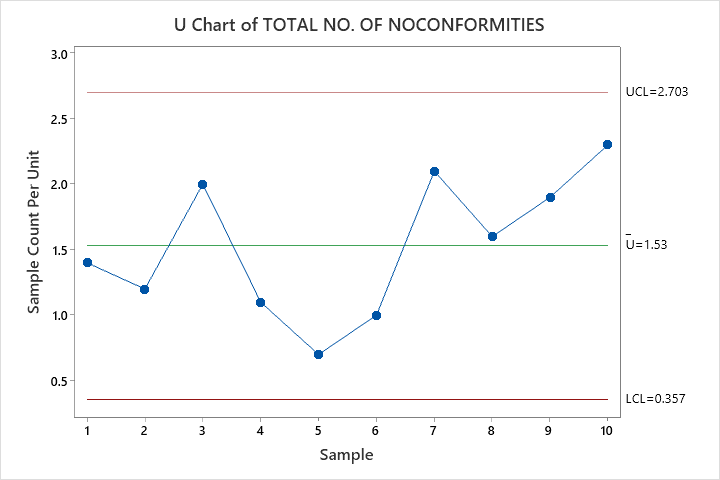 U Chart of TOTAL NO. OF NOCONFORMITIES
Sample Count Per Unit
3.0
2.5
2.0
1.5
1.0
0.5
UCL=2.703
U̅=1.53
LCL=0.357
1 2 3 4 5 6 7 8 9 10
Sample